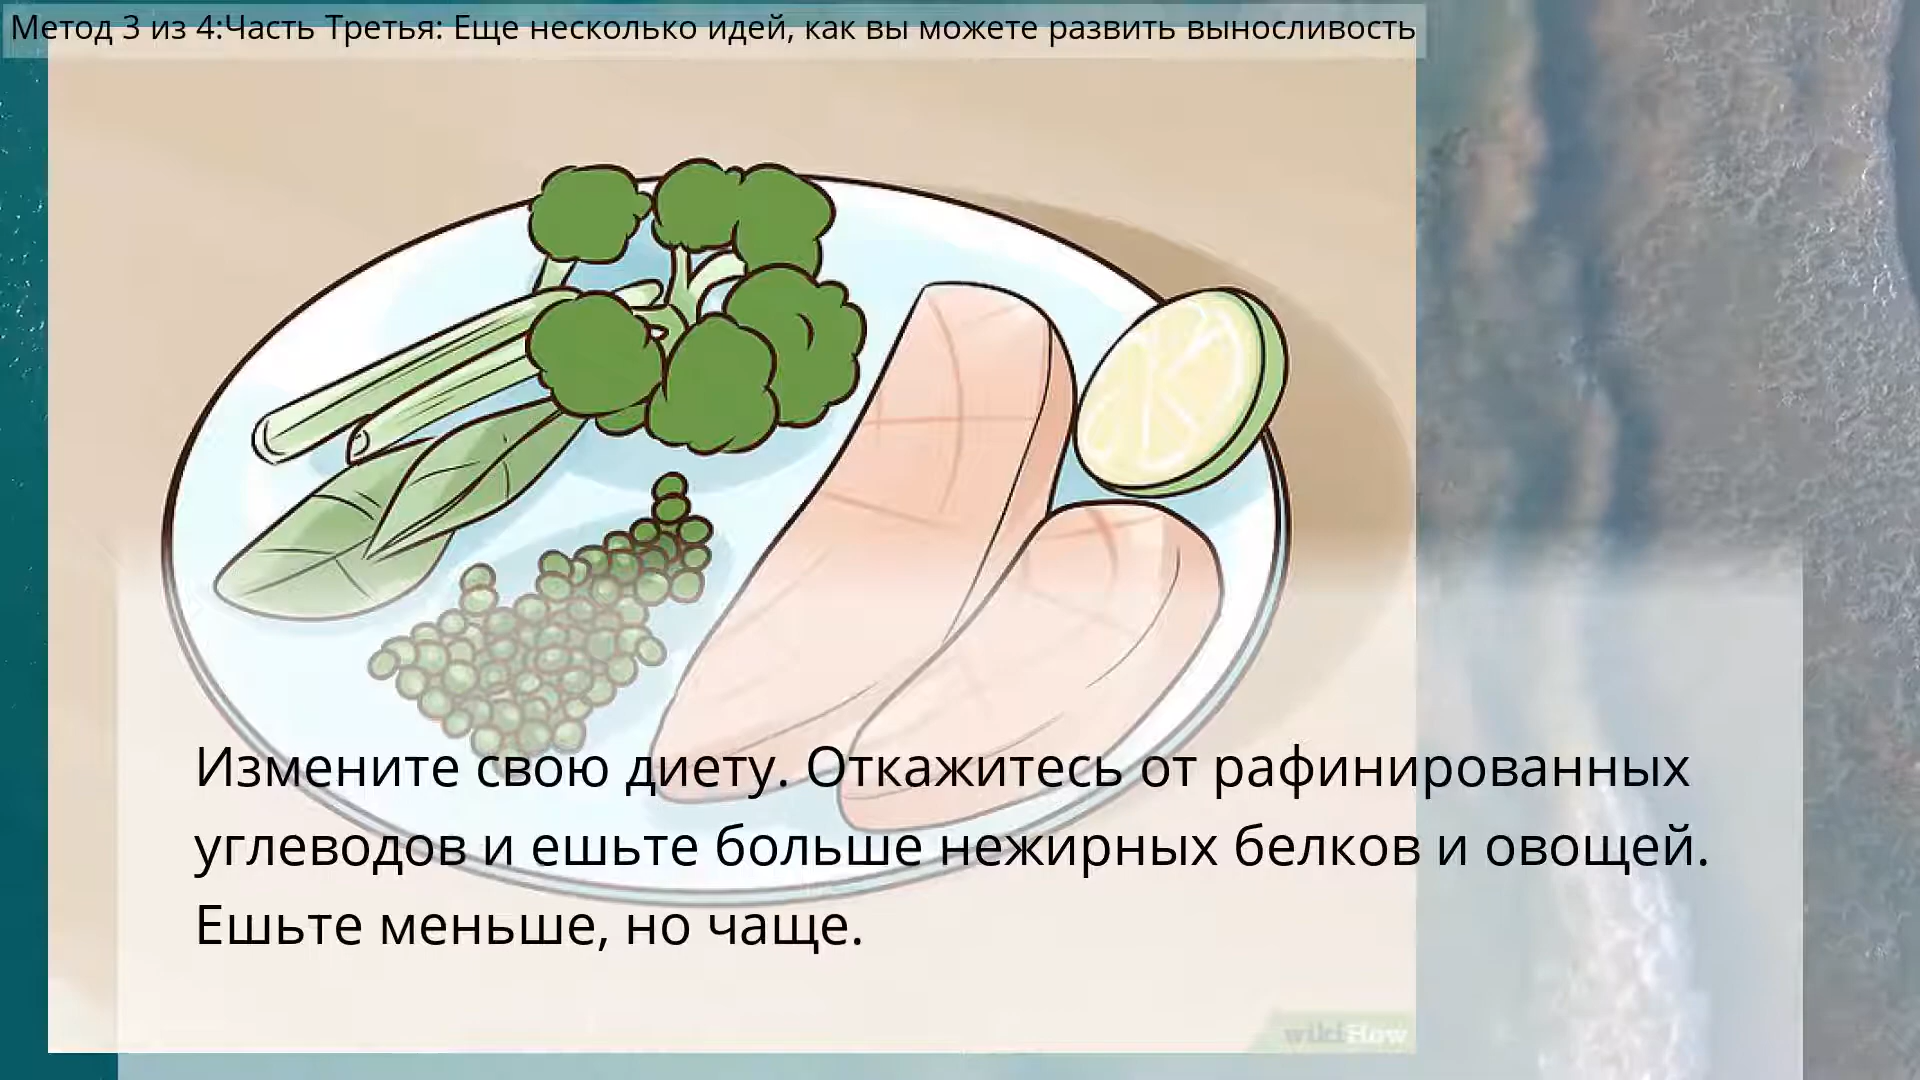 Метод 3 из 4:Часть Третья: Еще несколько идей, как вы можете развить выносливость
Измените свою диету. Откажитесь от рафинированных
углеводов и ешьте больше нежирных белков и овощей.
Ешьте меньше, но чаще.
wikiHow